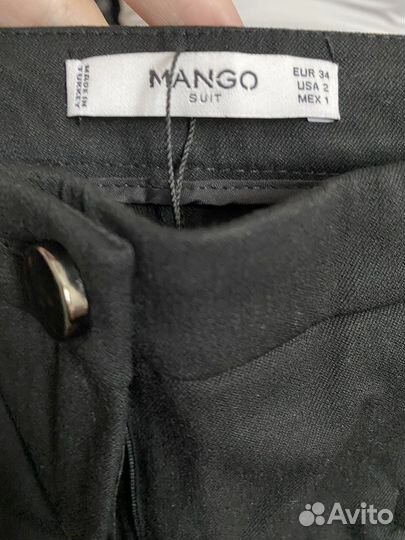 MADE IN
TURKEY
MANGO
SUIT
EUR 34
USA 2
MEX 1
Avito